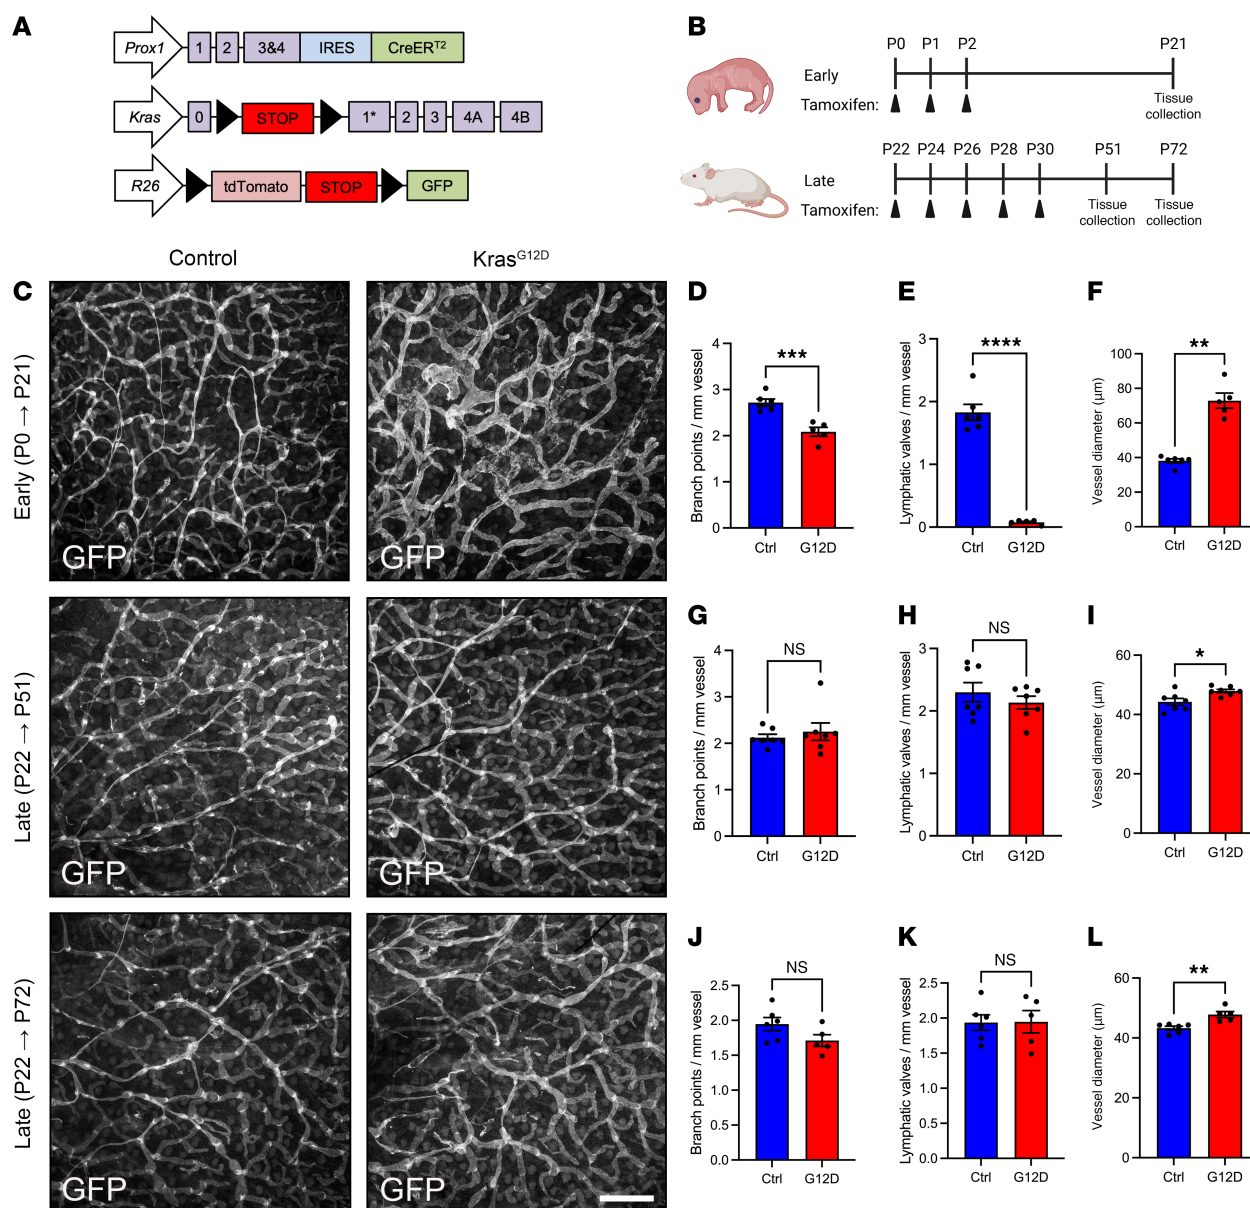 A
Prox1 1 2 3&4 IRES CreER^T2
Kras 0 STOP 1* 2 3 4A 4B
R26 tdTomato STOP GFP
B
P0 P1 P2 P21
Early
Tamoxifen: Tissue collection
P22 P24 P26 P28 P30 P51 P72
Late
Tamoxifen: Tissue collection Tissue collection
Control Kras^G12D
C
Early (P0 → P21)
GFP GFP
Late (P22 → P51)
GFP GFP
Late (P22 → P72)
GFP GFP
D
Branch points / mm vessel
4
3
2
1
0
***
Ctrl G12D
E
Lymphatic valves / mm vessel
3
2
1
0
****
Ctrl G12D
F
Vessel diameter (μm)
100
80
60
40
20
0
**
Ctrl G12D
G
Branch points / mm vessel
4
3
2
1
0
NS
Ctrl G12D
H
Lymphatic valves / mm vessel
3
2
1
0
NS
Ctrl G12D
I
Vessel diameter (μm)
60
40
20
0
*
Ctrl G12D
J
Branch points / mm vessel
2.5
2.0
1.5
1.0
0.5
0.0
NS
Ctrl G12D
K
Lymphatic valves / mm vessel
2.5
2.0
1.5
1.0
0.5
0.0
NS
Ctrl G12D
L
Vessel diameter (μm)
60
40
20
0
**
Ctrl G12D